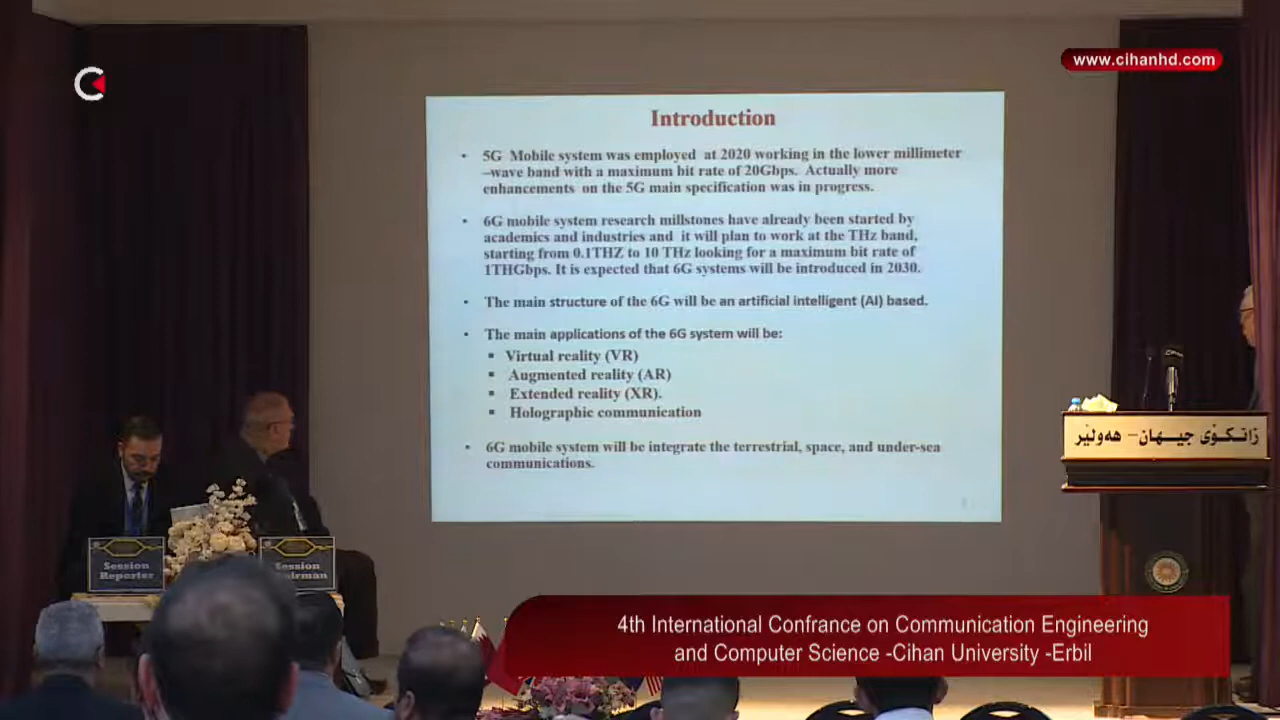 www.cihanhd.com
Introduction
• 5G Mobile system was employed at 2020 working in the lower millimeter
–wave band with a maximum bit rate of 20Gbps. Actually more
enhancements on the 5G main specification was in progress.
• 6G mobile system research millstones have already been started by
academics and industries and it will plan to work at the THz band,
starting from 0.1THZ to 10 THz looking for a maximum bit rate of
1THGbps. It is expected that 6G systems will be introduced in 2030.
• The main structure of the 6G will be an artificial intelligent (AI) based.
• The main applications of the 6G system will be:
▪ Virtual reality (VR)
▪ Augmented reality (AR)
▪ Extended reality (XR).
▪ Holographic communication
• 6G mobile system will be integrate the terrestrial, space, and under-sea
communications.
زانكـۆی جیـهان – هەولێر
Session
Reporter
Session
4th International Confrance on Communication Engineering
and Computer Science -Cihan University -Erbil